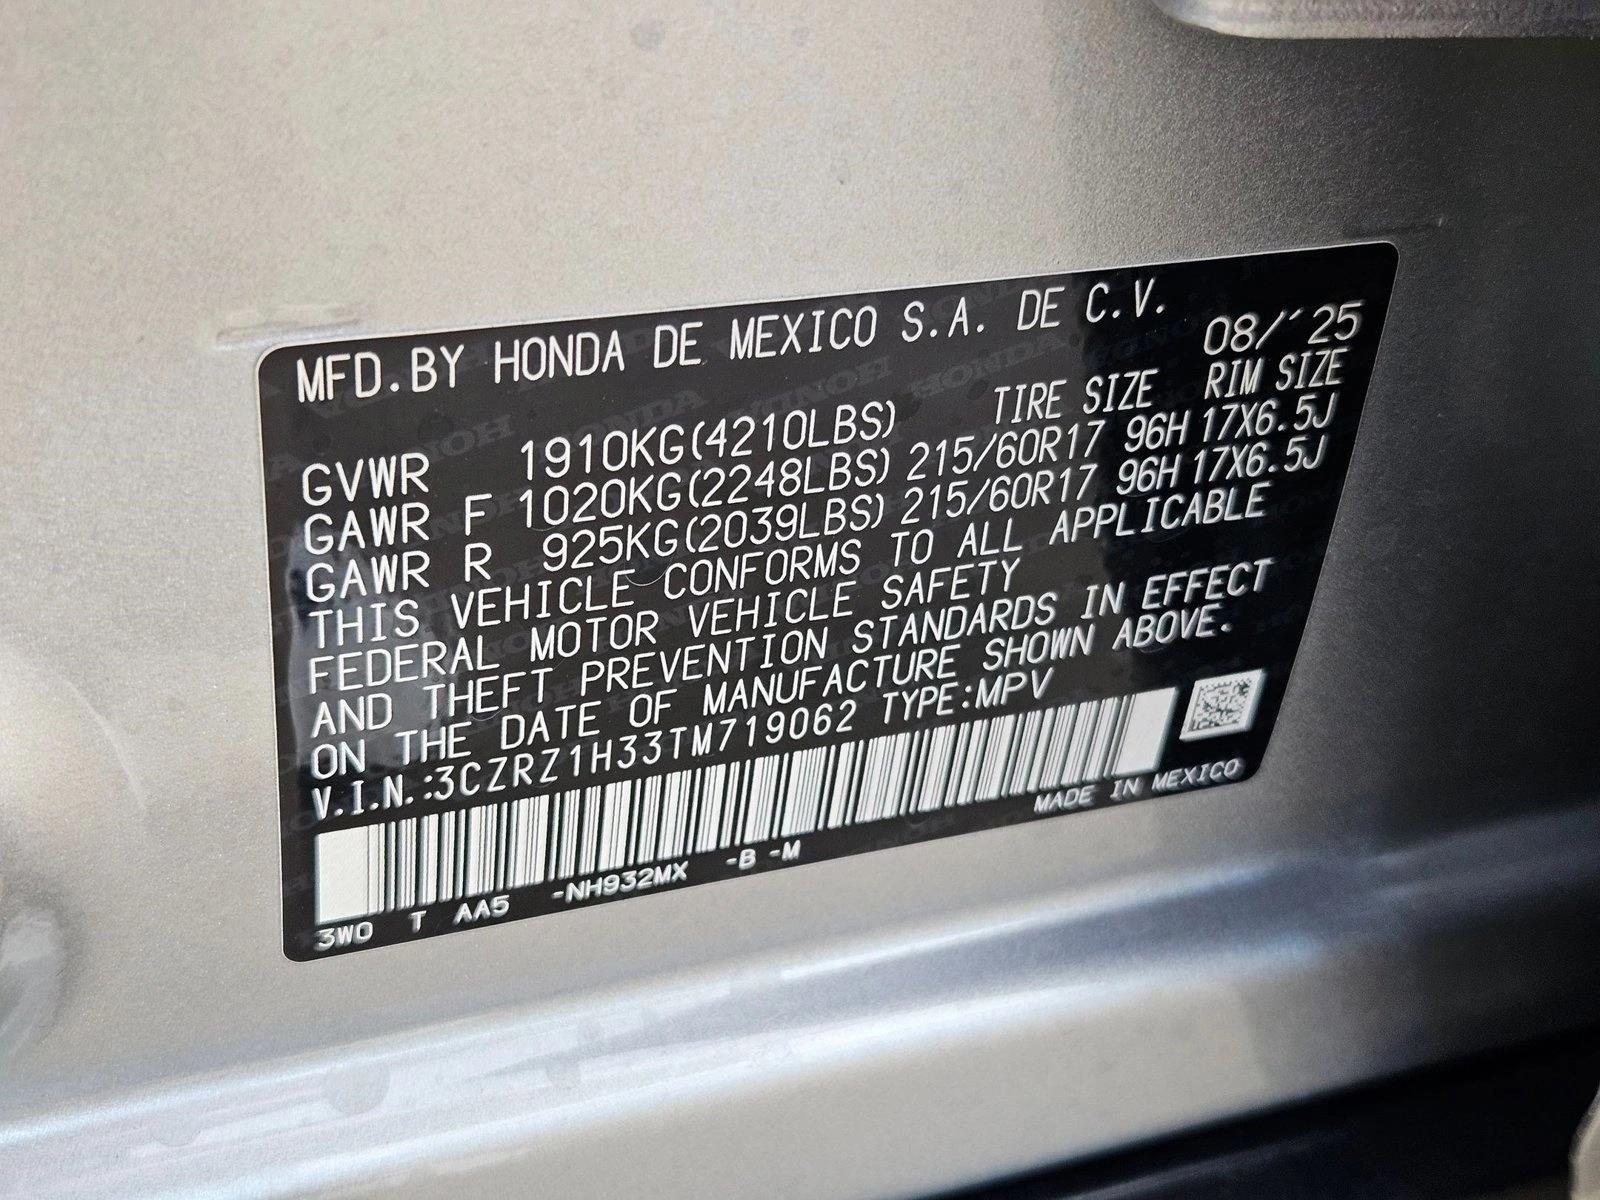 MFD.BY HONDA DE MEXICO S.A. DE C.V.
08/´25
TIRE SIZE RIM SIZE
GVWR 1910KG(4210LBS)
GAWR F 1020KG(2248LBS) 215/60R17 96H 17X6.5J
GAWR R 925KG(2039LBS) 215/60R17 96H 17X6.5J
THIS VEHICLE CONFORMS TO ALL APPLICABLE
FEDERAL MOTOR VEHICLE SAFETY
AND THEFT PREVENTION STANDARDS IN EFFECT
ON THE DATE OF MANUFACTURE SHOWN ABOVE.
V.I.N.:3CZRZ1H33TM719062 TYPE:MPV
MADE IN MEXICO
3W0 T AA5 -NH932MX -B -M